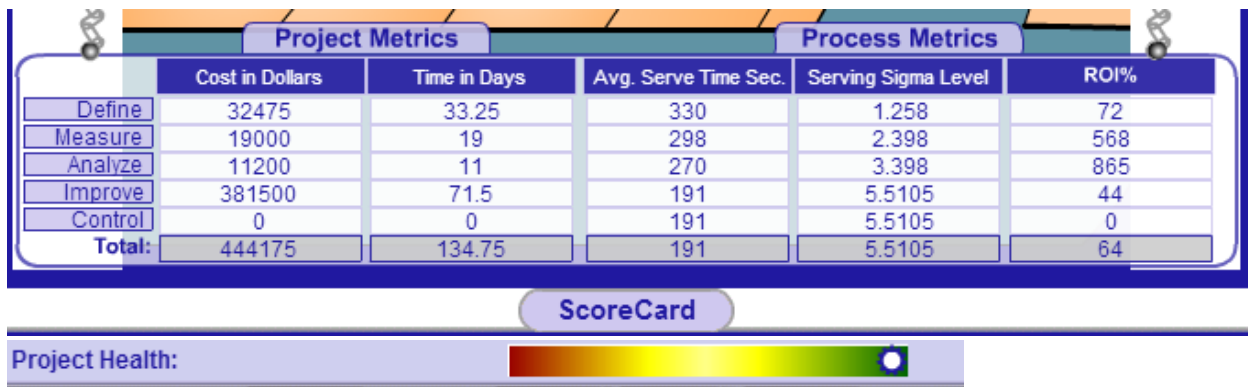 Project Metrics Process Metrics
Cost in Dollars Time in Days Avg. Serve Time Sec. Serving Sigma Level ROI%
Define 32475 33.25 330 1.258 72
Measure 19000 19 298 2.398 568
Analyze 11200 11 270 3.398 865
Improve 381500 71.5 191 5.5105 44
Control 0 0 191 5.5105 0
Total: 444175 134.75 191 5.5105 64
ScoreCard
Project Health: